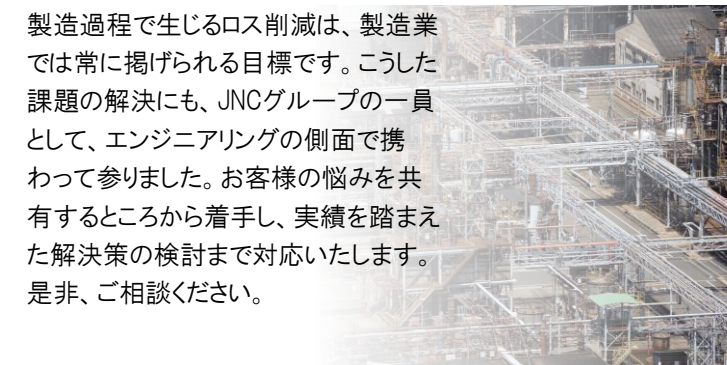 製造過程で生じるロス削減は、製造業
では常に掲げられる目標です。こうした
課題の解決にも、JNCグループの一員
として、エンジニアリングの側面で携
わって参りました。お客様の悩みを共
有するところから着手し、実績を踏まえ
た解決策の検討まで対応いたします。
是非、ご相談ください。